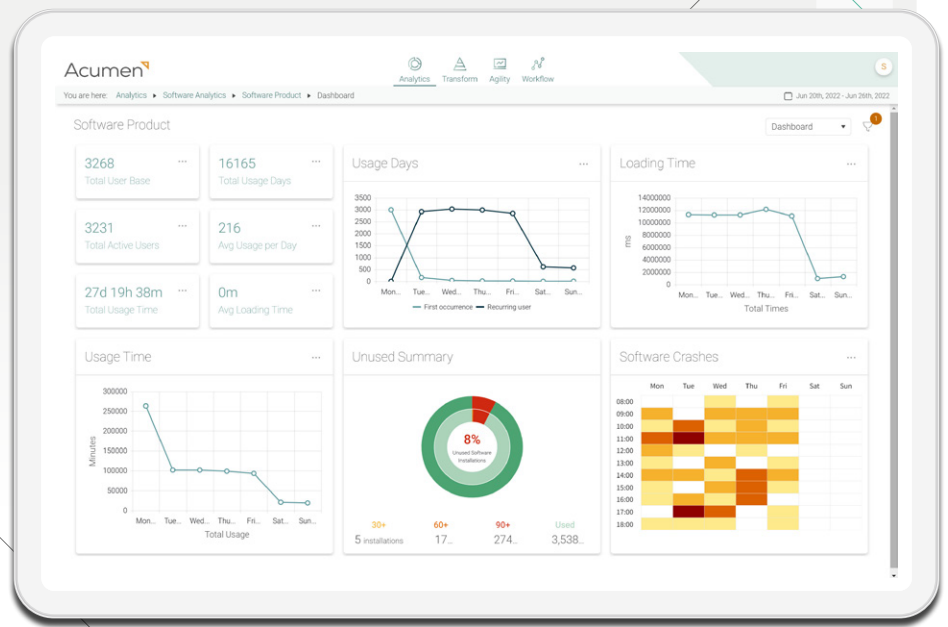 Acumen
Analytics Transform Agility Workflow
S
You are here: Analytics ▸ Software Analytics ▸ Software Product ▸ Dashboard
Jun 20th, 2022 - Jun 26th, 2022
Software Product
Dashboard
1
3268
Total User Base
16165
Total Usage Days
3231
Total Active Users
216
Avg Usage per Day
27d 19h 38m
Total Usage Time
0m
Avg Loading Time
Usage Days
3500
3000
2500
2000
1500
1000
500
0
Mon... Tue... Wed... Thu... Fri... Sat... Sun...
First occurrence Recurring user
Loading Time
ms
14000000
12000000
10000000
8000000
6000000
4000000
2000000
0
Mon... Tue... Wed... Thu... Fri... Sat... Sun...
Total Times
Usage Time
Minutes
300000
250000
200000
150000
100000
50000
0
Mon... Tue... Wed... Thu... Fri... Sat... Sun...
Total Usage
Unused Summary
8%
Unused Software
Installations
30+ 60+ 90+ Used
5 installations 17... 274... 3,538...
Software Crashes
Mon Tue Wed Thu Fri Sat Sun
08:00
09:00
10:00
11:00
12:00
13:00
14:00
15:00
16:00
17:00
18:00